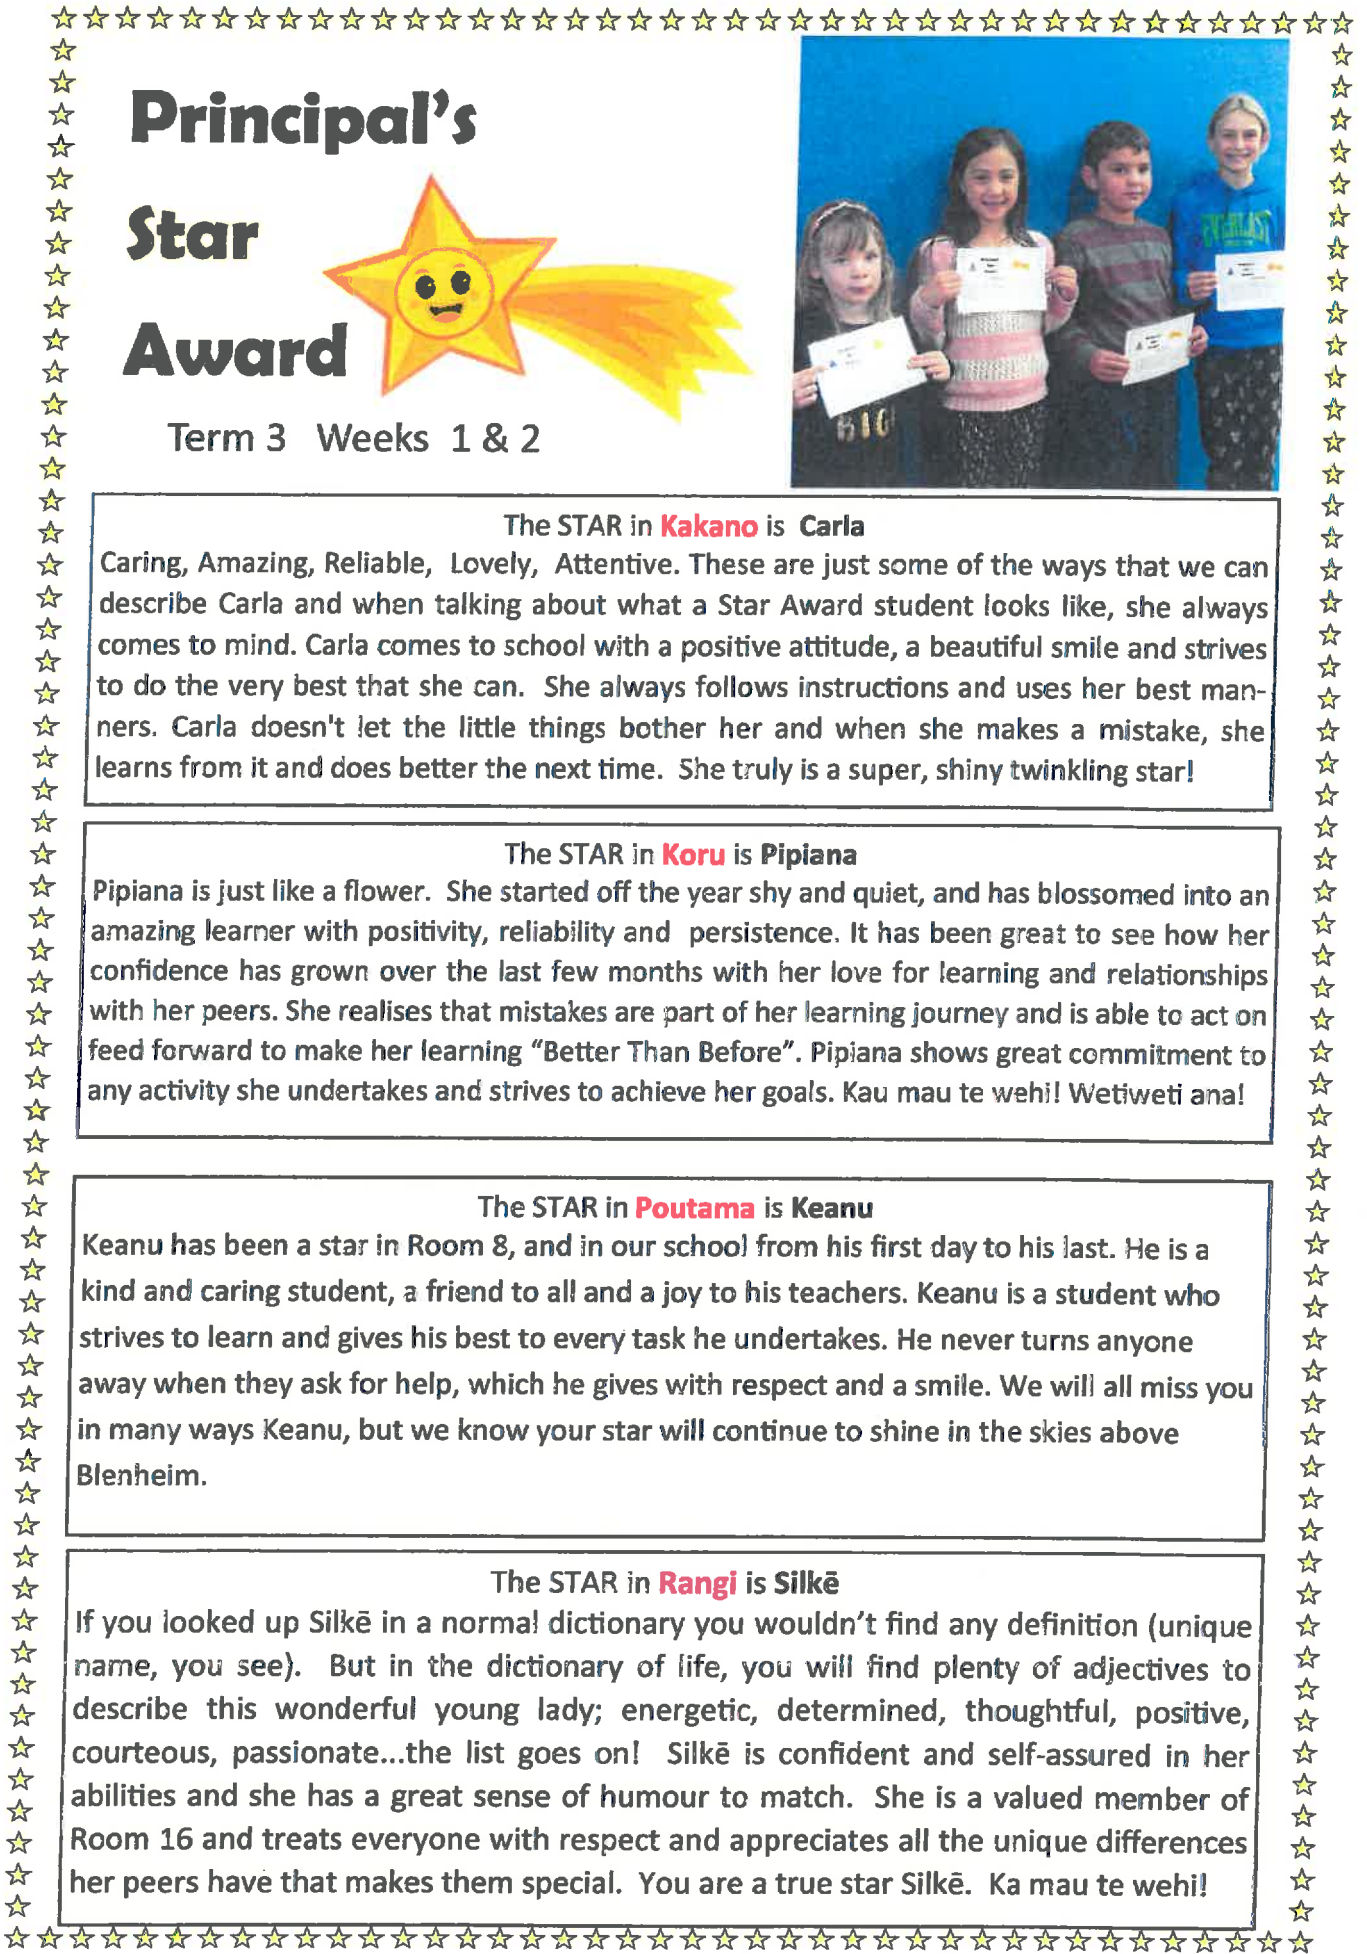 Principal's
Star
Award
Term 3 Weeks 1 & 2
EVERLAST
The STAR in Kakano is Carla
Caring, Amazing, Reliable, Lovely, Attentive. These are just some of the ways that we can
describe Carla and when talking about what a Star Award student looks like, she always
comes to mind. Carla comes to school with a positive attitude, a beautiful smile and strives
to do the very best that she can. She always follows instructions and uses her best man-
ners. Carla doesn't let the little things bother her and when she makes a mistake, she
learns from it and does better the next time. She truly is a super, shiny twinkling star!
The STAR in Koru is Pipiana
Pipiana is just like a flower. She started off the year shy and quiet, and has blossomed into an
amazing learner with positivity, reliability and persistence. It has been great to see how her
confidence has grown over the last few months with her love for learning and relationships
with her peers. She realises that mistakes are part of her learning journey and is able to act on
feed forward to make her learning “Better Than Before”. Pipiana shows great commitment to
any activity she undertakes and strives to achieve her goals. Kau mau te wehi! Wetiweti ana!
The STAR in Poutama is Keanu
Keanu has been a star in Room 8, and in our school from his first day to his last. He is a
kind and caring student, a friend to all and a joy to his teachers. Keanu is a student who
strives to learn and gives his best to every task he undertakes. He never turns anyone
away when they ask for help, which he gives with respect and a smile. We will all miss you
in many ways Keanu, but we know your star will continue to shine in the skies above
Blenheim.
The STAR in Rangi is Silkē
If you looked up Silkē in a normal dictionary you wouldn't find any definition (unique
name, you see). But in the dictionary of life, you will find plenty of adjectives to
describe this wonderful young lady; energetic, determined, thoughtful, positive,
courteous, passionate...the list goes on! Silkē is confident and self-assured in her
abilities and she has a great sense of humour to match. She is a valued member of
Room 16 and treats everyone with respect and appreciates all the unique differences
her peers have that makes them special. You are a true star Silkē. Ka mau te wehi!